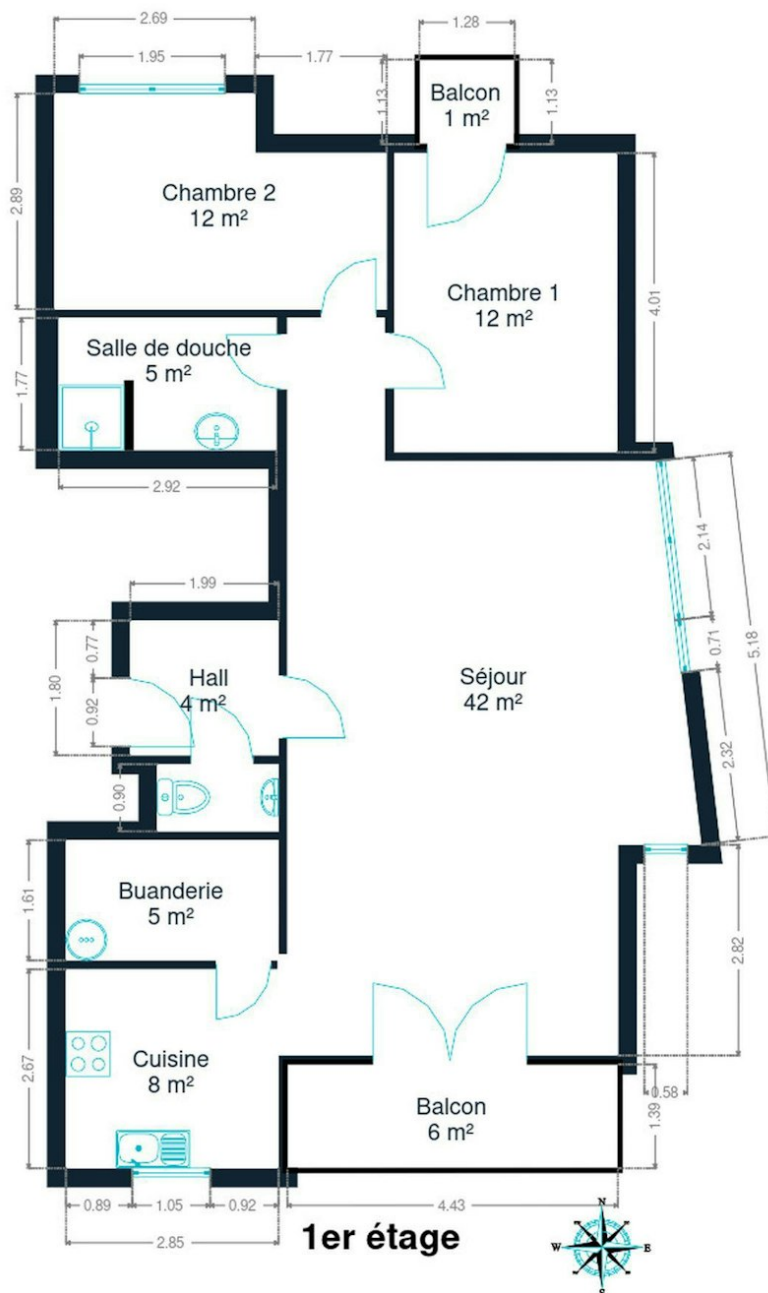 2.69
1.28
1.95
1.77
1.13
Balcon
1 m²
1.13
2.89
Chambre 2
12 m²
Chambre 1
12 m²
4.01
1.77
Salle de douche
5 m²
2.92
2.14
5.18
1.99
0.77
1.80
0.92
Hall
4 m²
Séjour
42 m²
0.71
2.32
0.90
1.61
Buanderie
5 m²
2.82
2.67
Cuisine
8 m²
Balcon
6 m²
0.58
1.39
0.89
1.05
0.92
4.43
2.85
1er étage
N
W
E
S